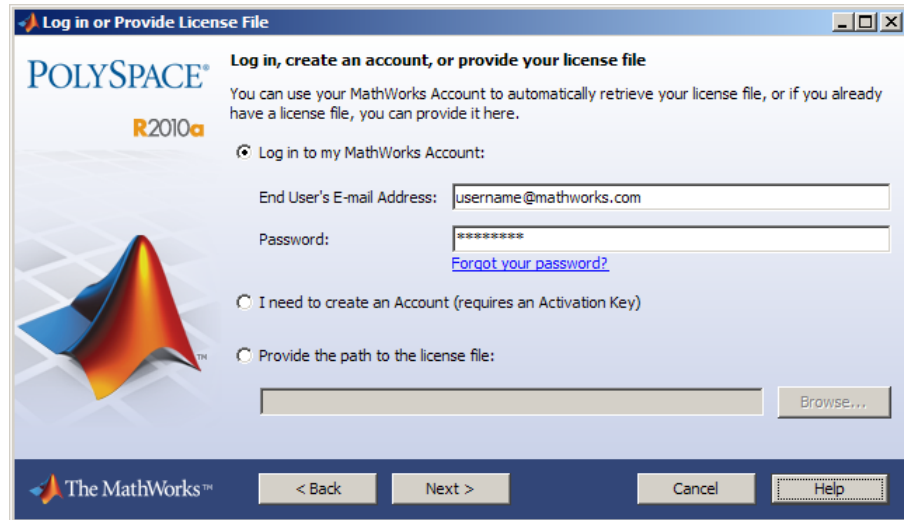 Log in or Provide License File
POLYSPACE®
R2010a
Log in, create an account, or provide your license file
You can use your MathWorks Account to automatically retrieve your license file, or if you already
have a license file, you can provide it here.
Log in to my MathWorks Account:
End User's E-mail Address: username@mathworks.com
Password: ********
Forgot your password?
I need to create an Account (requires an Activation Key)
TM
Provide the path to the license file:
Browse...
The MathWorks™ < Back Next > Cancel Help